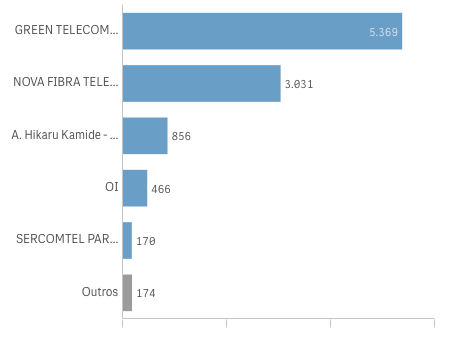 GREEN TELECOM...
5.369
NOVA FIBRA TELE...
3.031
A. Hikaru Kamide - ...
856
OI
466
SERCOMTEL PAR...
170
Outros
174